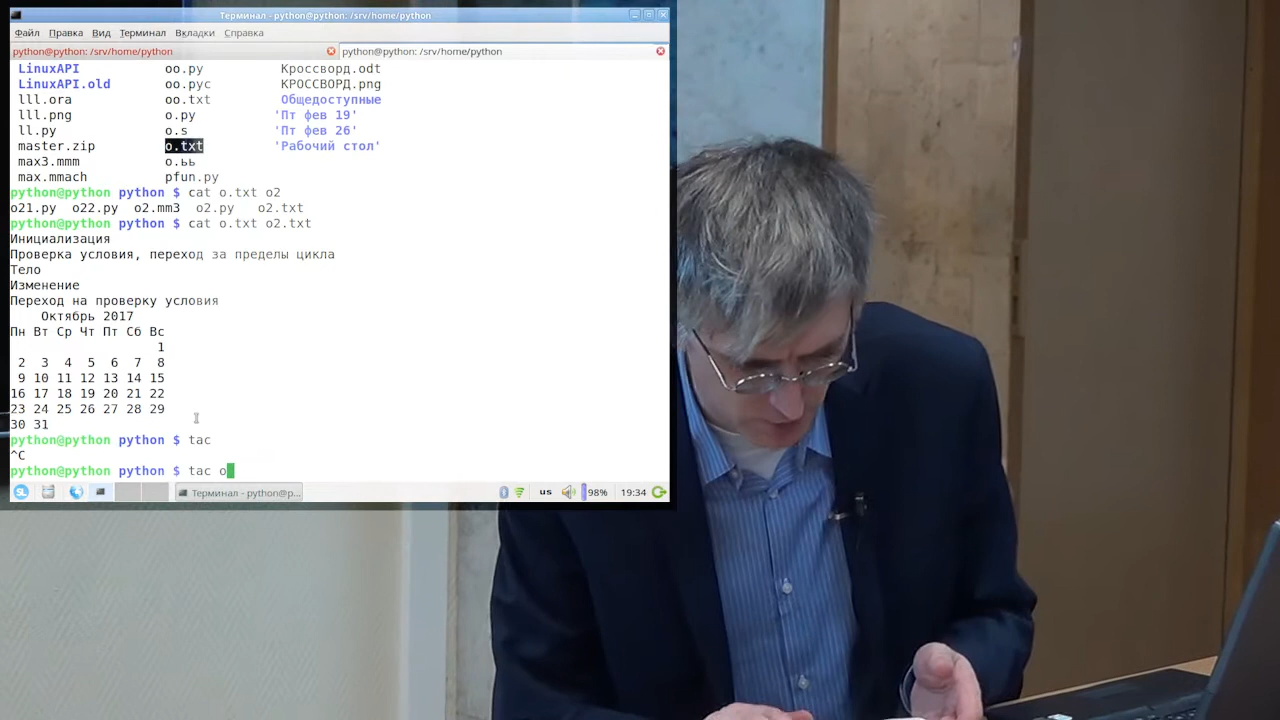 Терминал - python@python: /srv/home/python
Файл Правка Вид Терминал Вкладки Справка
python@python: /srv/home/python python@python: /srv/home/python
LinuxAPI oo.py Кроссворд.odt
LinuxAPI.old oo.pyc КРОССВОРД.png
lll.ora oo.txt Общедоступные
lll.png o.py 'Пт фев 19'
ll.py o.s 'Пт фев 26'
master.zip o.txt 'Рабочий стол'
max3.mmm o.ьь
max.mmach pfun.py
python@python python $ cat o.txt o2
o21.py o22.py o2.mm3 o2.py o2.txt
python@python python $ cat o.txt o2.txt
Инициализация
Проверка условия, переход за пределы цикла
Тело
Изменение
Переход на проверку условия
Октябрь 2017
Пн Вт Ср Чт Пт Сб Вс
1
2 3 4 5 6 7 8
9 10 11 12 13 14 15
16 17 18 19 20 21 22
23 24 25 26 27 28 29
30 31
python@python python $ tac
^C
python@python python $ tac o
Терминал - python@p... us 98% 19:34